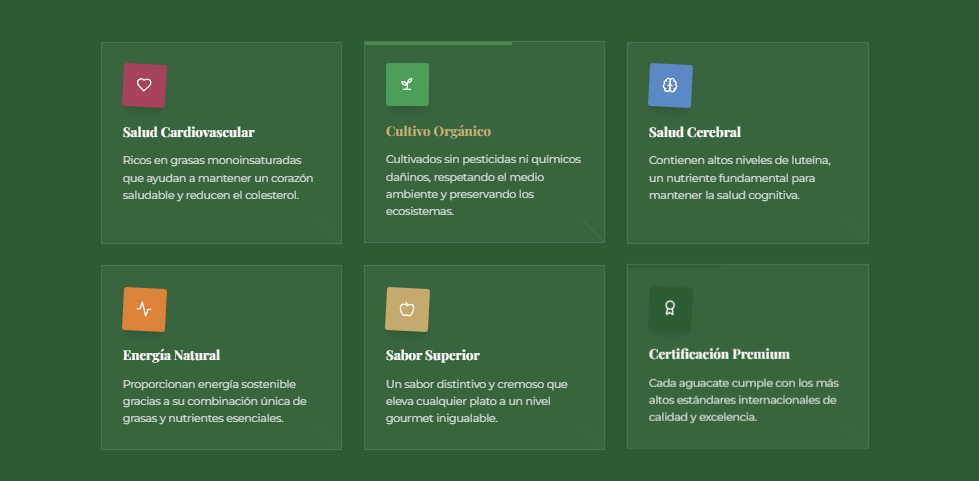 Salud Cardiovascular
Ricos en grasas monoinsaturadas
que ayudan a mantener un corazón
saludable y reducen el colesterol.
Cultivo Orgánico
Cultivados sin pesticidas ni químicos
dañinos, respetando el medio
ambiente y preservando los
ecosistemas.
Salud Cerebral
Contienen altos niveles de luteína,
un nutriente fundamental para
mantener la salud cognitiva.
Energía Natural
Proporcionan energía sostenible
gracias a su combinación única de
grasas y nutrientes esenciales.
Sabor Superior
Un sabor distintivo y cremoso que
eleva cualquier plato a un nivel
gourmet inigualable.
Certificación Premium
Cada aguacate cumple con los más
altos estándares internacionales de
calidad y excelencia.